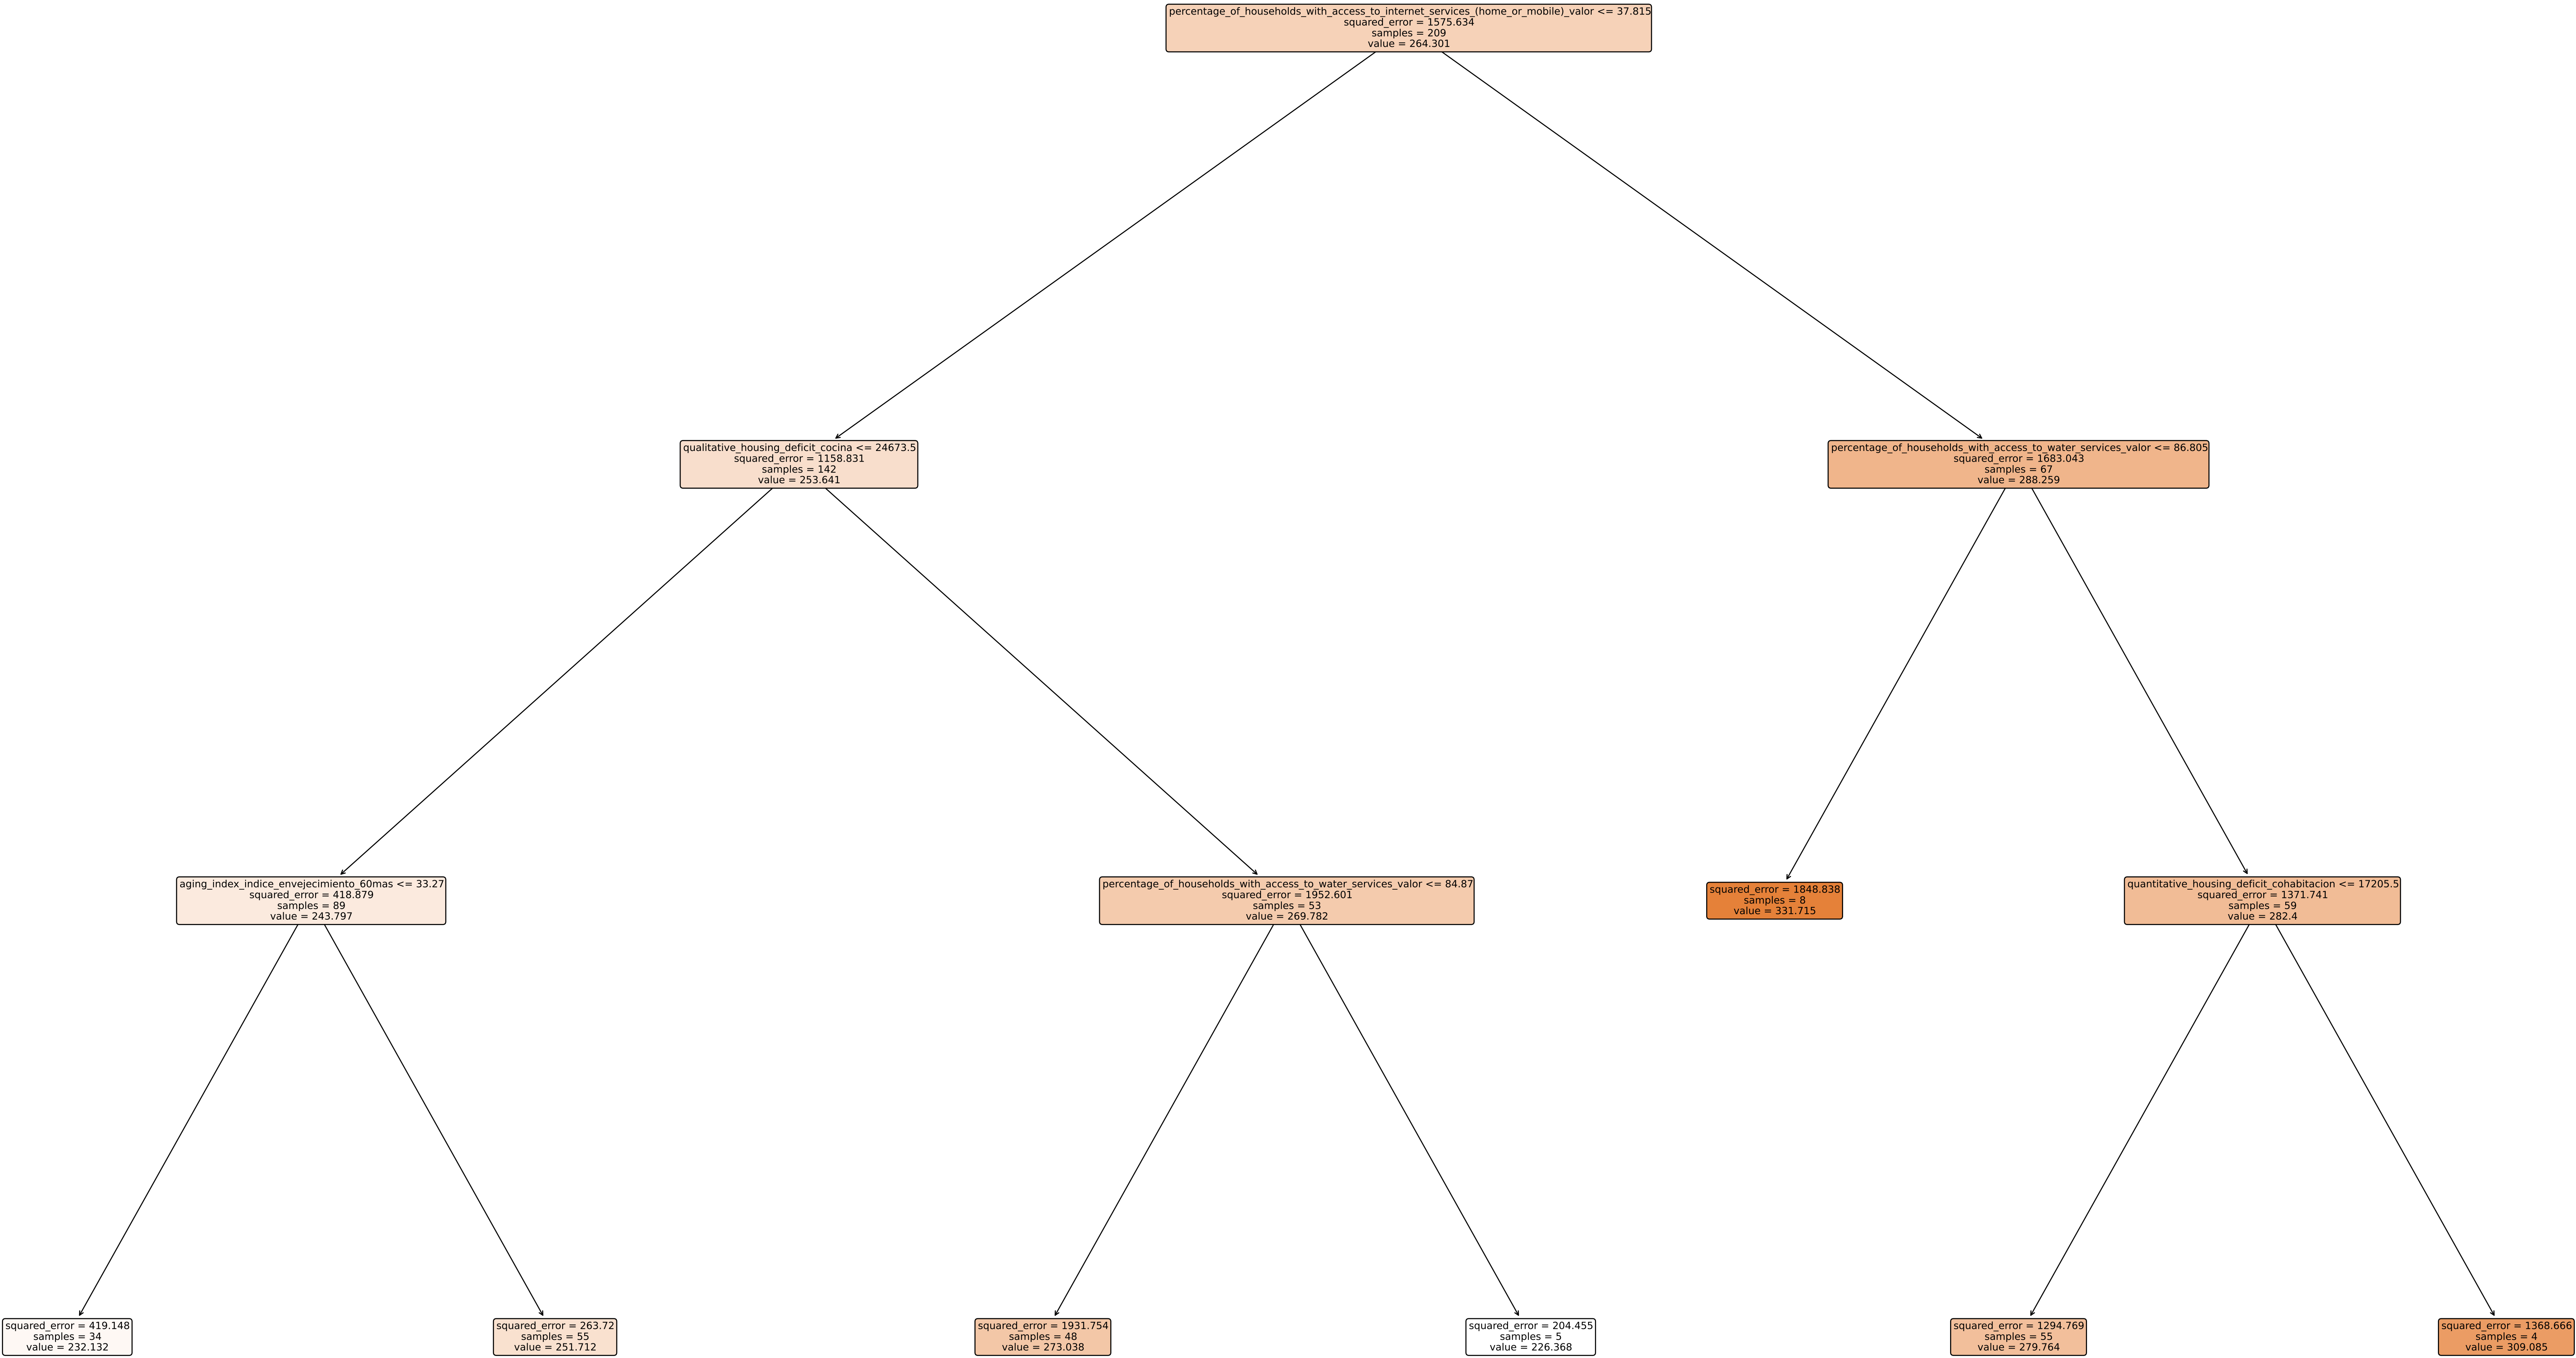 percentage_of_households_with_access_to_internet_services_(home_or_mobile)_valor <= 37.815
squared_error = 1575.634
samples = 209
value = 264.301
qualitative_housing_deficit_cocina <= 24673.5
squared_error = 1158.831
samples = 142
value = 253.641
percentage_of_households_with_access_to_water_services_valor <= 86.805
squared_error = 1683.043
samples = 67
value = 288.259
aging_index_indice_envejecimiento_60mas <= 33.27
squared_error = 418.879
samples = 89
value = 243.797
percentage_of_households_with_access_to_water_services_valor <= 84.87
squared_error = 1952.601
samples = 53
value = 269.782
squared_error = 1848.838
samples = 8
value = 331.715
quantitative_housing_deficit_cohabitacion <= 17205.5
squared_error = 1371.741
samples = 59
value = 282.4
squared_error = 419.148
samples = 34
value = 232.132
squared_error = 263.72
samples = 55
value = 251.712
squared_error = 1931.754
samples = 48
value = 273.038
squared_error = 204.455
samples = 5
value = 226.368
squared_error = 1294.769
samples = 55
value = 279.764
squared_error = 1368.666
samples = 4
value = 309.085